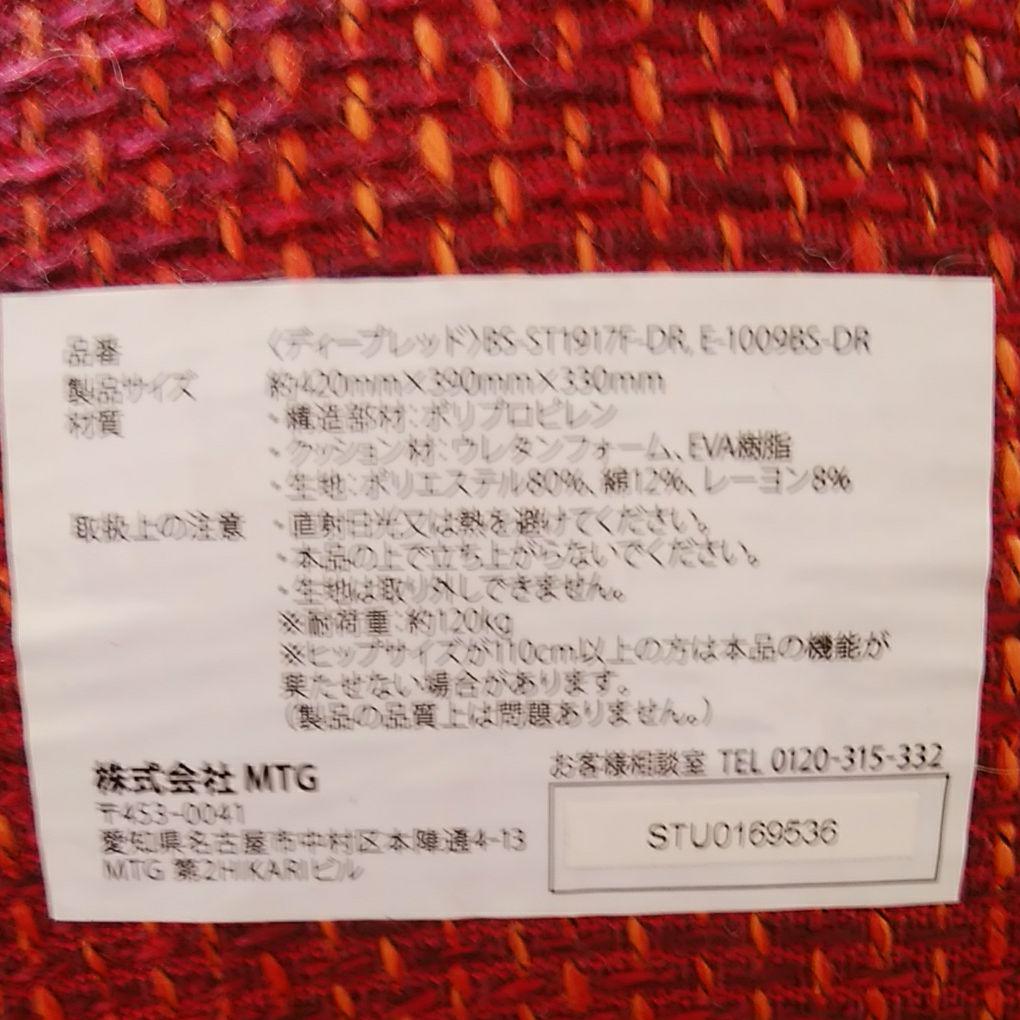 品番 〈ディープレッド〉BS-ST1917F-DR, E-1009BS-DR
製品サイズ 約420mm×390mm×330mm
材質 ・構造部材：ポリプロピレン
・クッション材：ウレタンフォーム、EVA樹脂
・生地：ポリエステル80%、綿12%、レーヨン8%
取扱上の注意 ・直射日光又は熱を避けてください。
・本品の上で立ち上がらないでください。
・生地は取り外しできません。
※耐荷重：約120kg
※ヒップサイズが110cm以上の方は本品の機能が
果たせない場合があります。
（製品の品質上は問題ありません。）
株式会社 MTG
〒453-0041
愛知県名古屋市中村区本陣通4-13
MTG 第2HIKARIビル
お客様相談室 TEL 0120-315-332
STU0169536